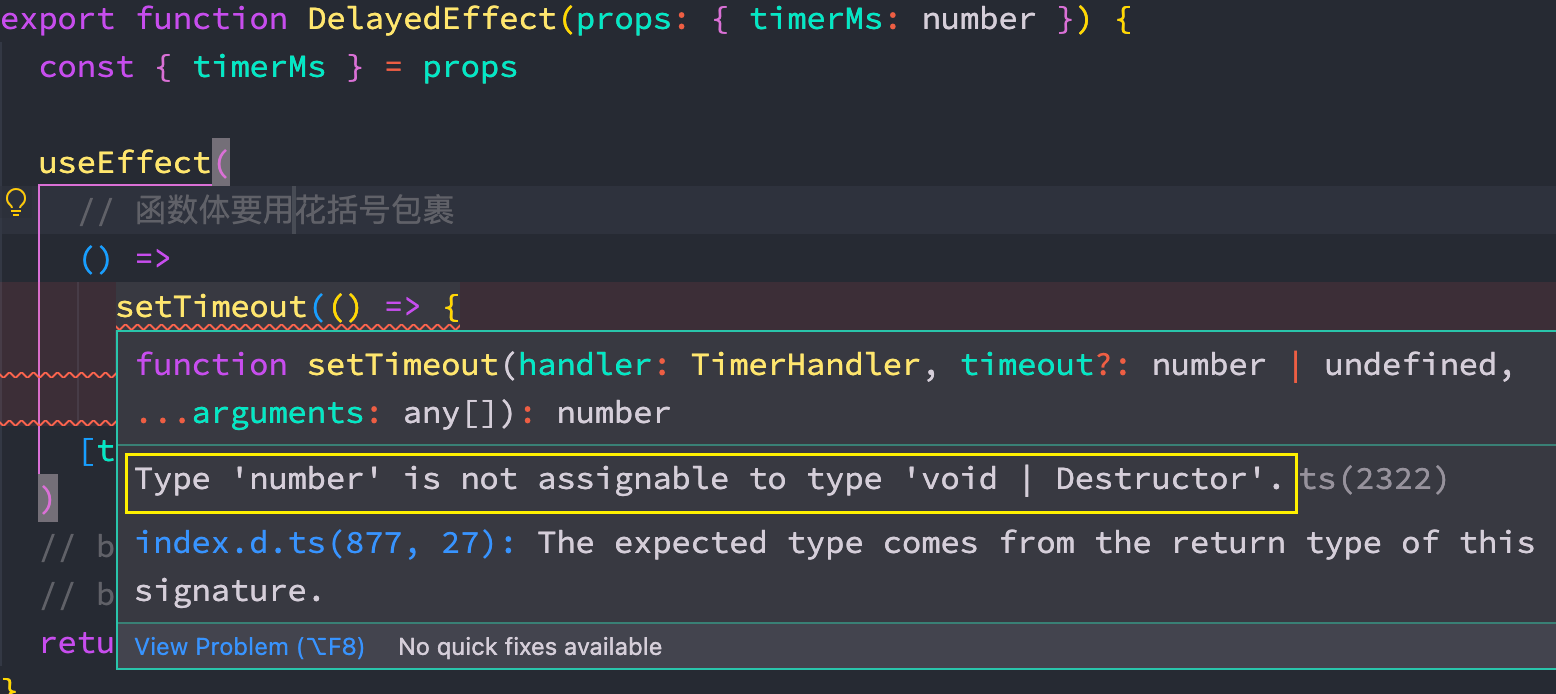 export function DelayedEffect(props: { timerMs: number }) {
const { timerMs } = props
useEffect(
// 函数体要用花括号包裹
() =>
setTimeout(() => {
function setTimeout(handler: TimerHandler, timeout?: number | undefined,
...arguments: any[]): number
[t
Type 'number' is not assignable to type 'void | Destructor'. ts(2322)
)
// b
index.d.ts(877, 27): The expected type comes from the return type of this
// b
signature.
retu
View Problem (⌥F8) No quick fixes available
}